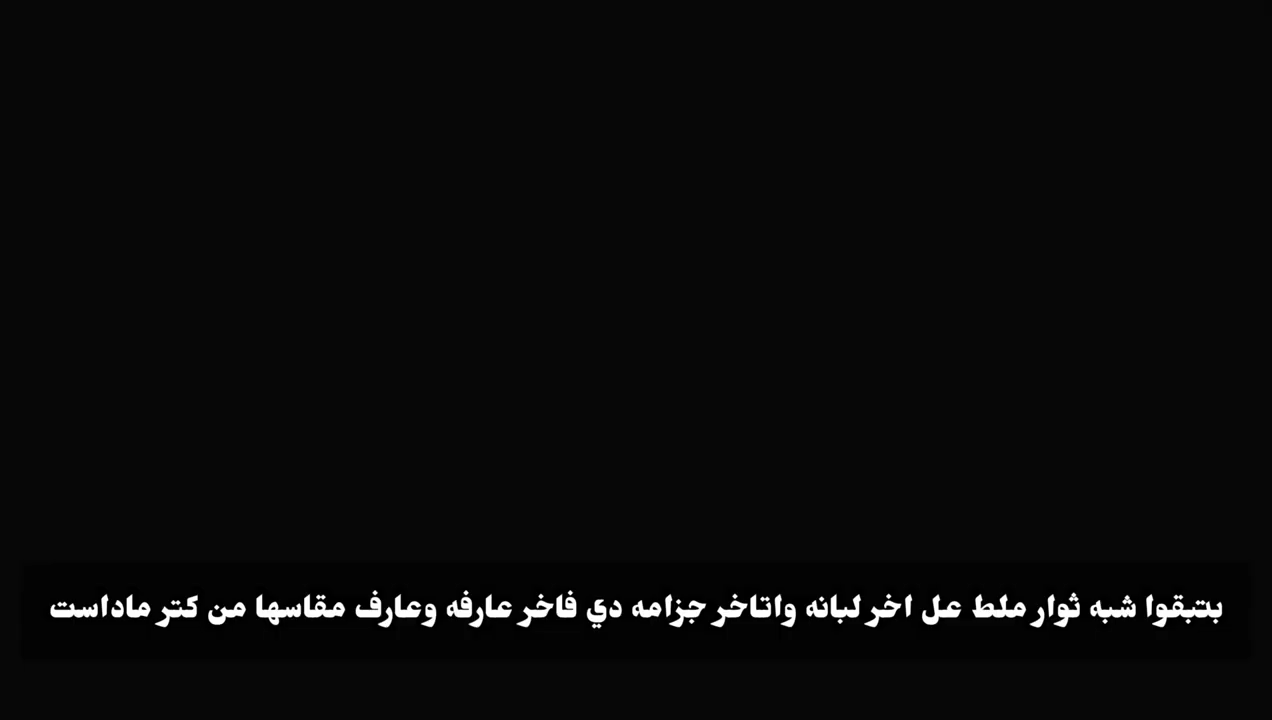 بتبقوا شبه ثوار ملط عل اخر لبانه واتاخر جزامه دي فاخر عارفه وعارف مقاسها من كتر ماداست